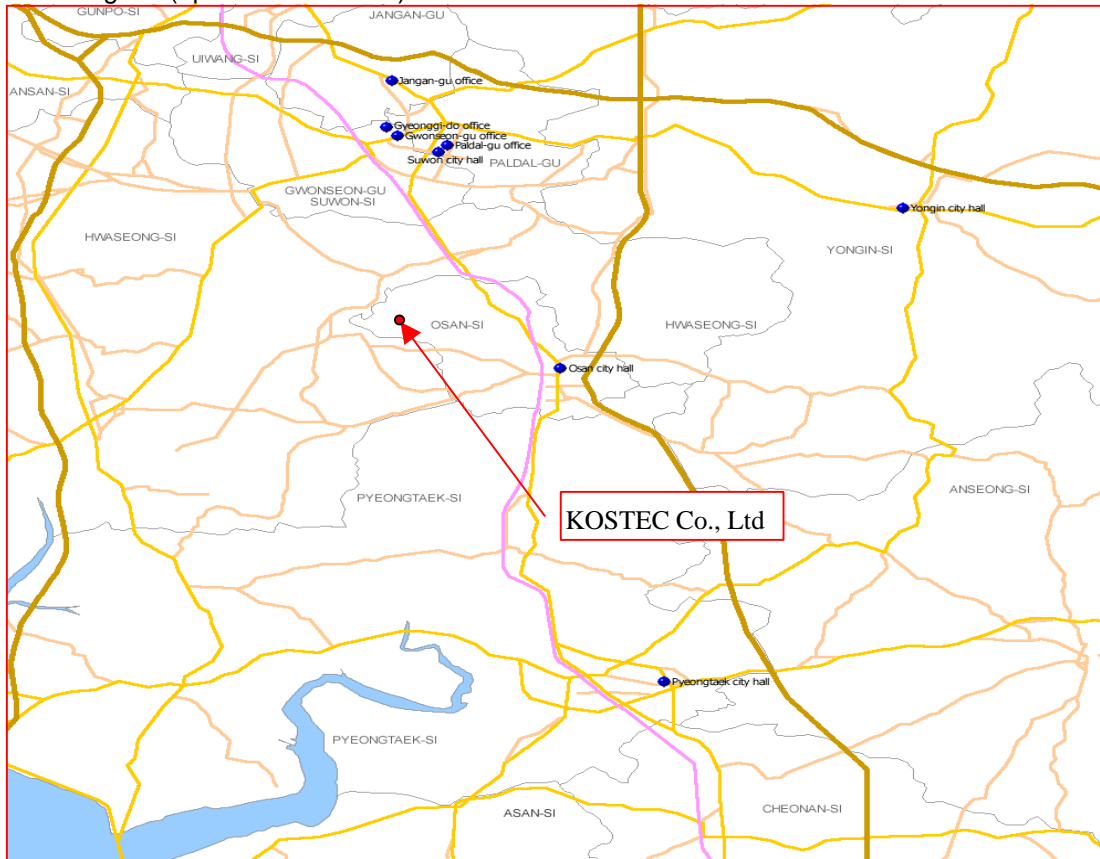 GUNPO-SI
JANGAN-GU
UIWANG-SI
Jangan-gu office
ANSAN-SI
Gyeonggi-do office
Gwonseon-gu office
Paldal-gu office
Suwon city hall
PALDAL-GU
GWONSEON-GU
SUWON-SI
Yongin city hall
HWASEONG-SI
YONGIN-SI
OSAN-SI
HWASEONG-SI
Osan city hall
PYEONGTAEK-SI
ANSEONG-SI
KOSTEC Co., Ltd
Pyeongtaek city hall
PYEONGTAEK-SI
ASAN-SI
CHEONAN-SI